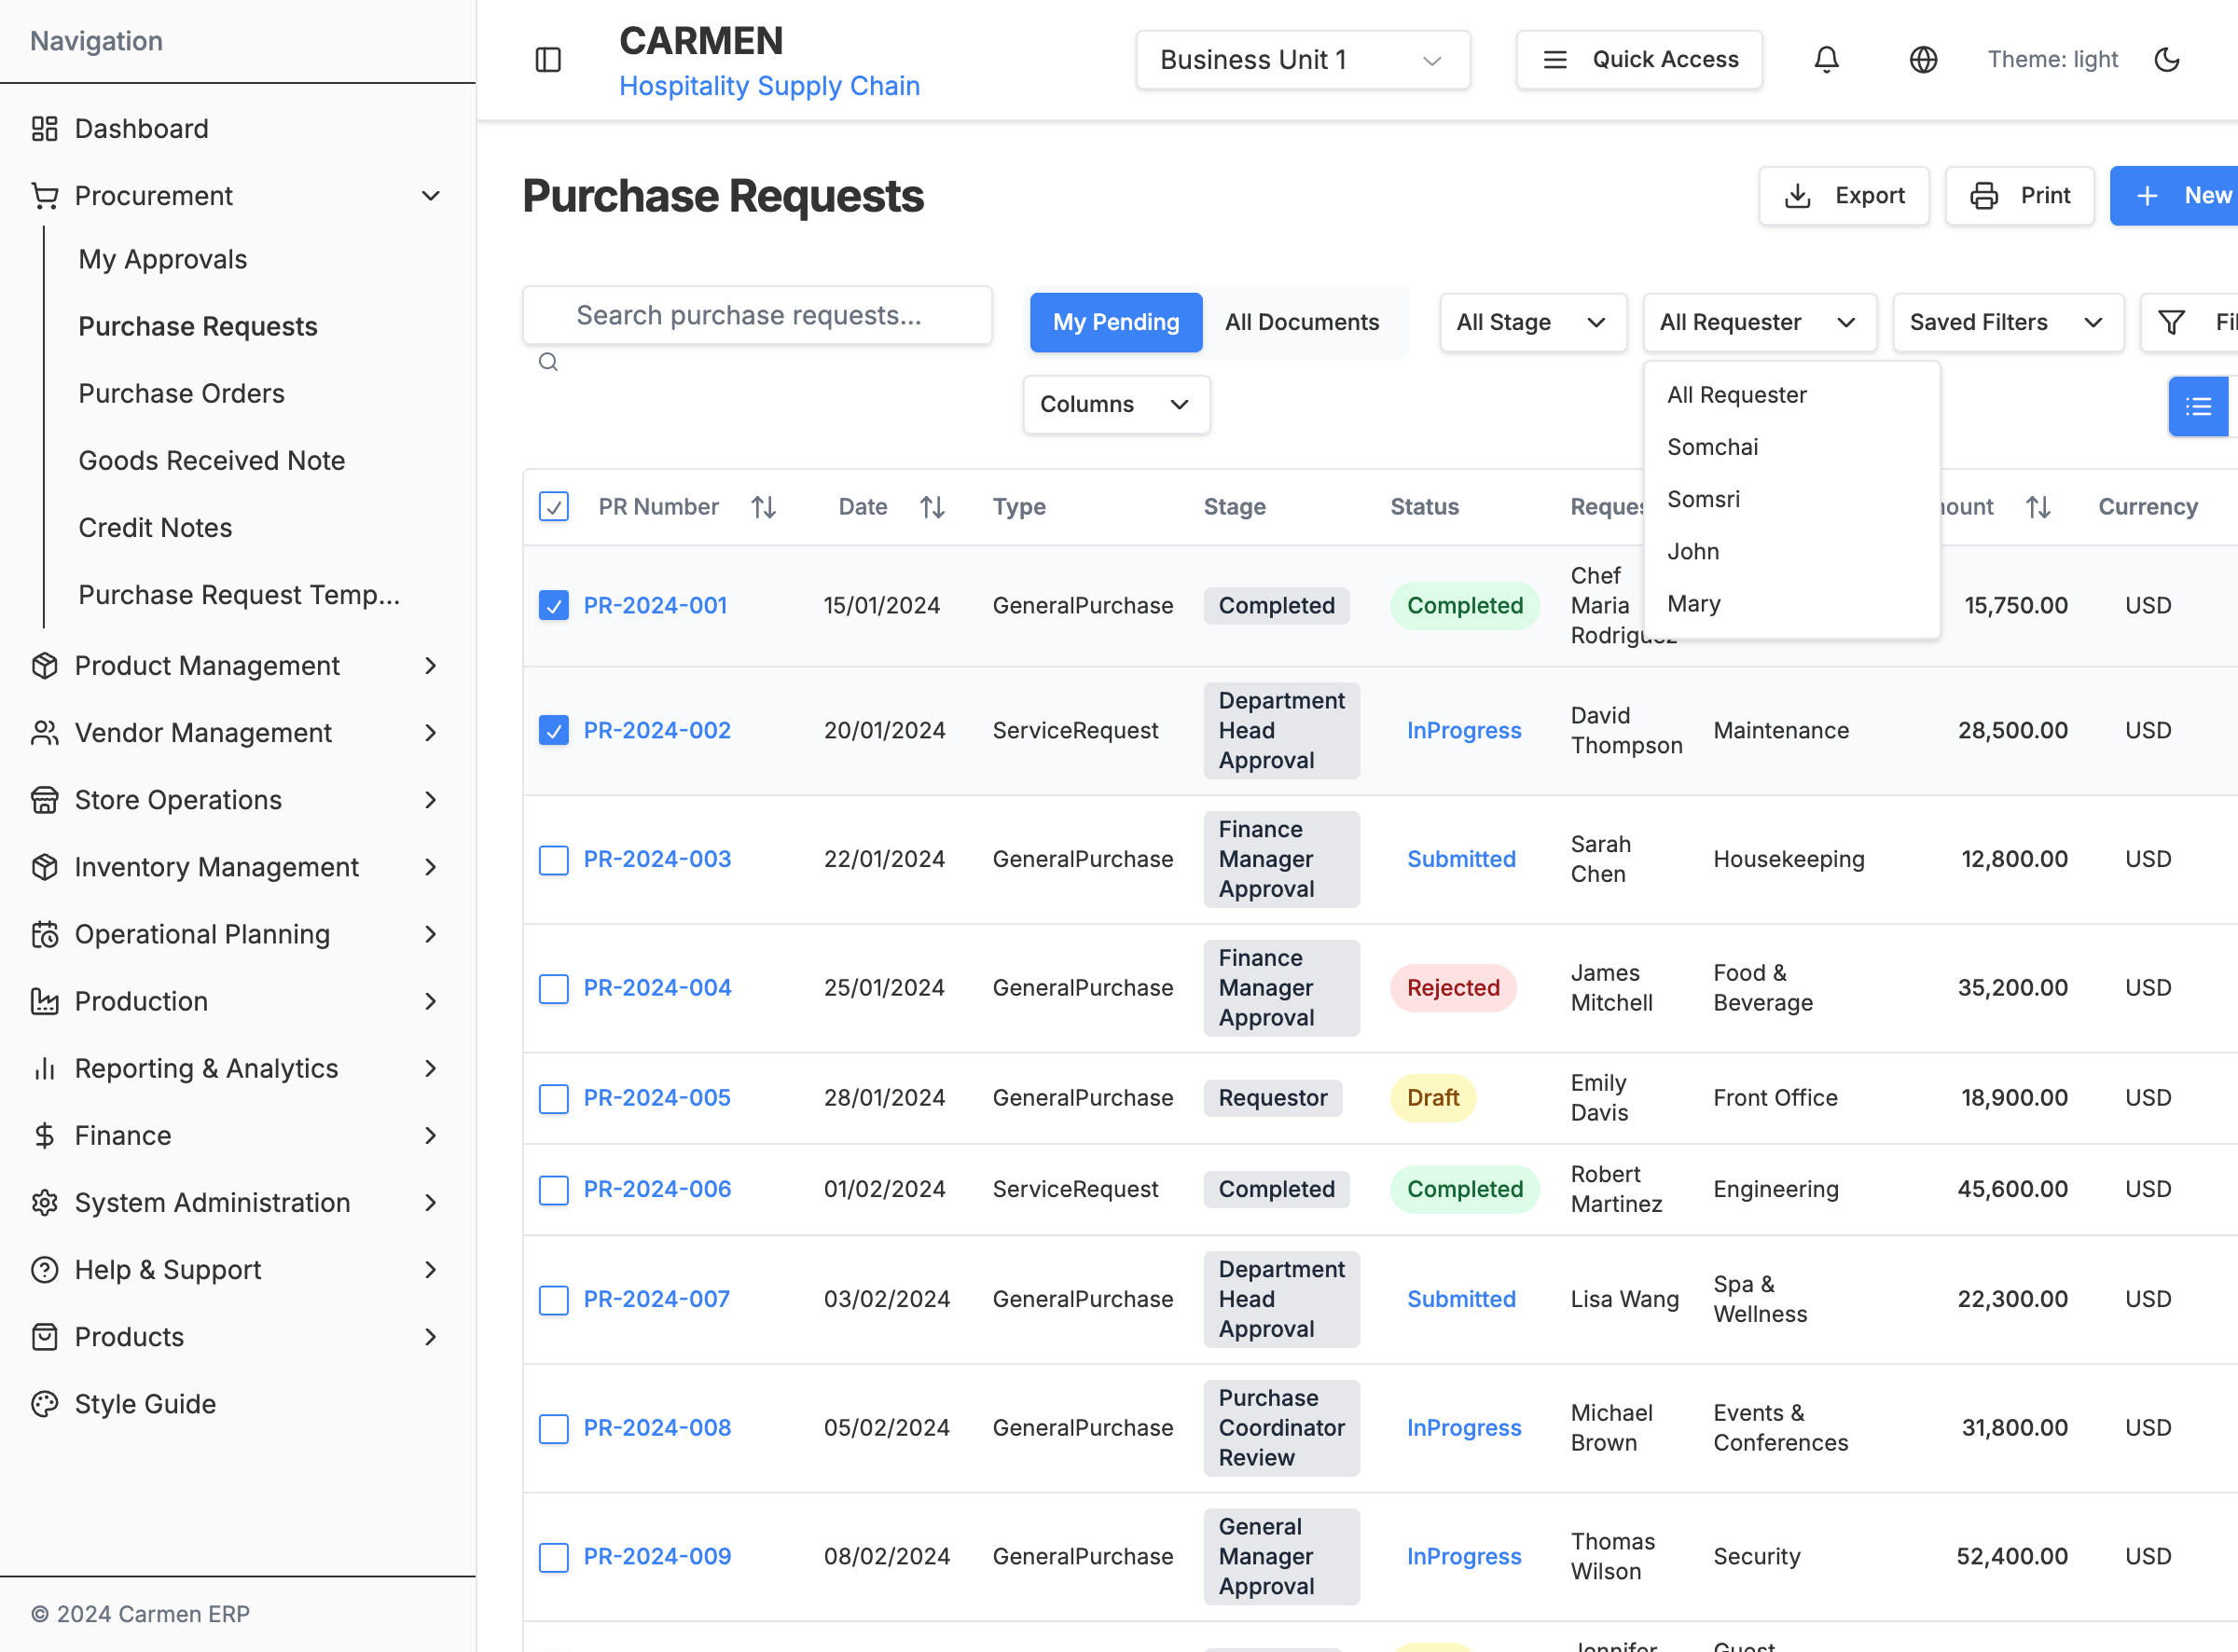 Navigation
Dashboard
Procurement
My Approvals
Purchase Requests
Purchase Orders
Goods Received Note
Credit Notes
Purchase Request Temp...
Product Management
Vendor Management
Store Operations
Inventory Management
Operational Planning
Production
Reporting & Analytics
Finance
System Administration
Help & Support
Products
Style Guide
© 2024 Carmen ERP
CARMEN
Hospitality Supply Chain
Business Unit 1
Quick Access
Theme: light
Purchase Requests
Export
Print
New
Search purchase requests...
My Pending
All Documents
All Stage
All Requester
Saved Filters
Columns
All Requester
Somchai
Somsri
John
Mary
PR Number Date Type Stage Status Currency
PR-2024-001 15/01/2024 GeneralPurchase Completed Completed Chef Maria Rodriguez 15,750.00 USD
PR-2024-002 20/01/2024 ServiceRequest Department Head Approval InProgress David Thompson Maintenance 28,500.00 USD
PR-2024-003 22/01/2024 GeneralPurchase Finance Manager Approval Submitted Sarah Chen Housekeeping 12,800.00 USD
PR-2024-004 25/01/2024 GeneralPurchase Finance Manager Approval Rejected James Mitchell Food & Beverage 35,200.00 USD
PR-2024-005 28/01/2024 GeneralPurchase Requestor Draft Emily Davis Front Office 18,900.00 USD
PR-2024-006 01/02/2024 ServiceRequest Completed Completed Robert Martinez Engineering 45,600.00 USD
PR-2024-007 03/02/2024 GeneralPurchase Department Head Approval Submitted Lisa Wang Spa & Wellness 22,300.00 USD
PR-2024-008 05/02/2024 GeneralPurchase Purchase Coordinator Review InProgress Michael Brown Events & Conferences 31,800.00 USD
PR-2024-009 08/02/2024 GeneralPurchase General Manager Approval InProgress Thomas Wilson Security 52,400.00 USD